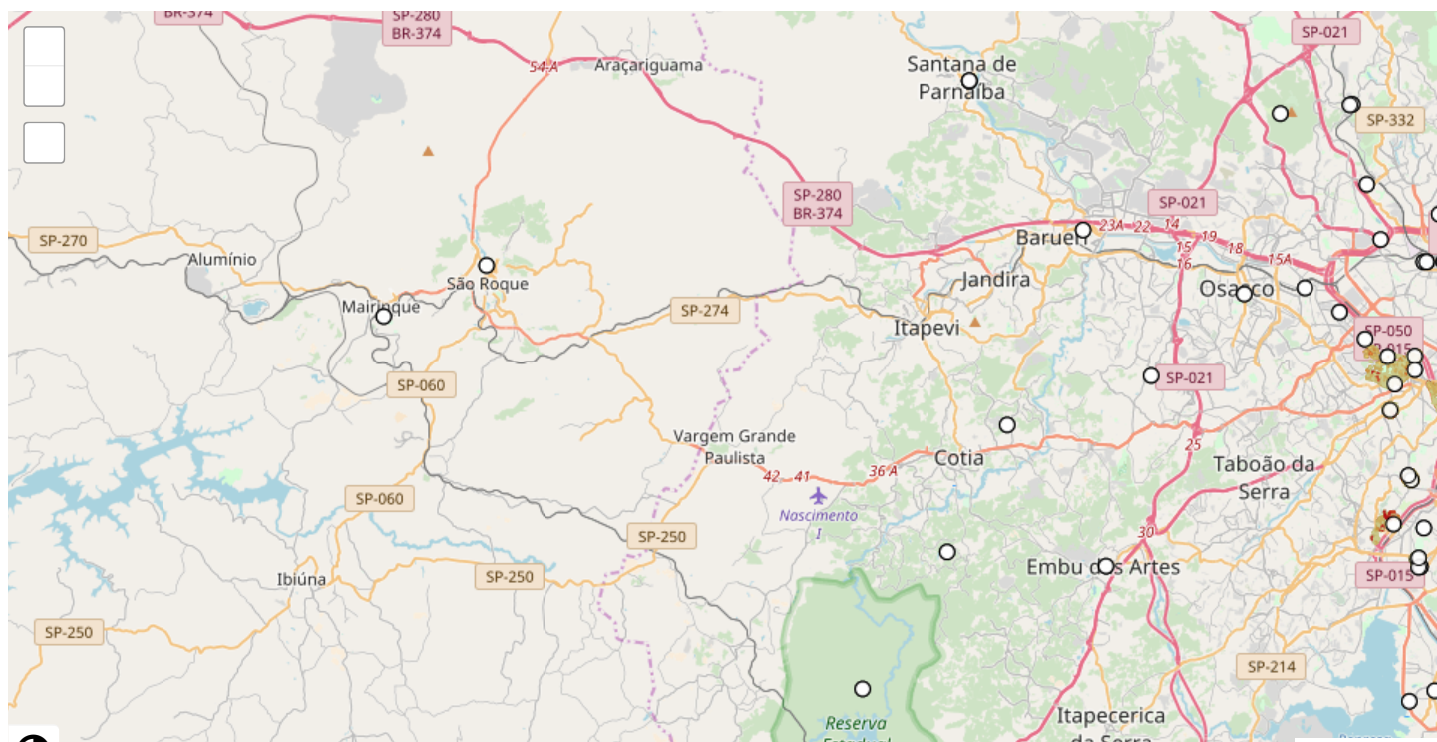 BR-374
SP-280
BR-374
SP-021
54-A
Araçariguama
Santana de
Parnaíba
SP-332
SP-280
BR-374
SP-021
SP-270
Barueri
23A
22
14
19
18
15
15A
16
Alumínio
São Roque
Jandira
Osasco
Mairinque
SP-274
Itapevi
SP-050
SP-015
SP-060
SP-021
Vargem Grande
Paulista
25
Cotia
Taboão da
Serra
42
41
36 A
SP-060
Nascimento
I
SP-250
30
Ibiúna
SP-250
Embu das Artes
SP-015
SP-250
SP-214
Reserva
Estadual
Itapecerica
da Serra